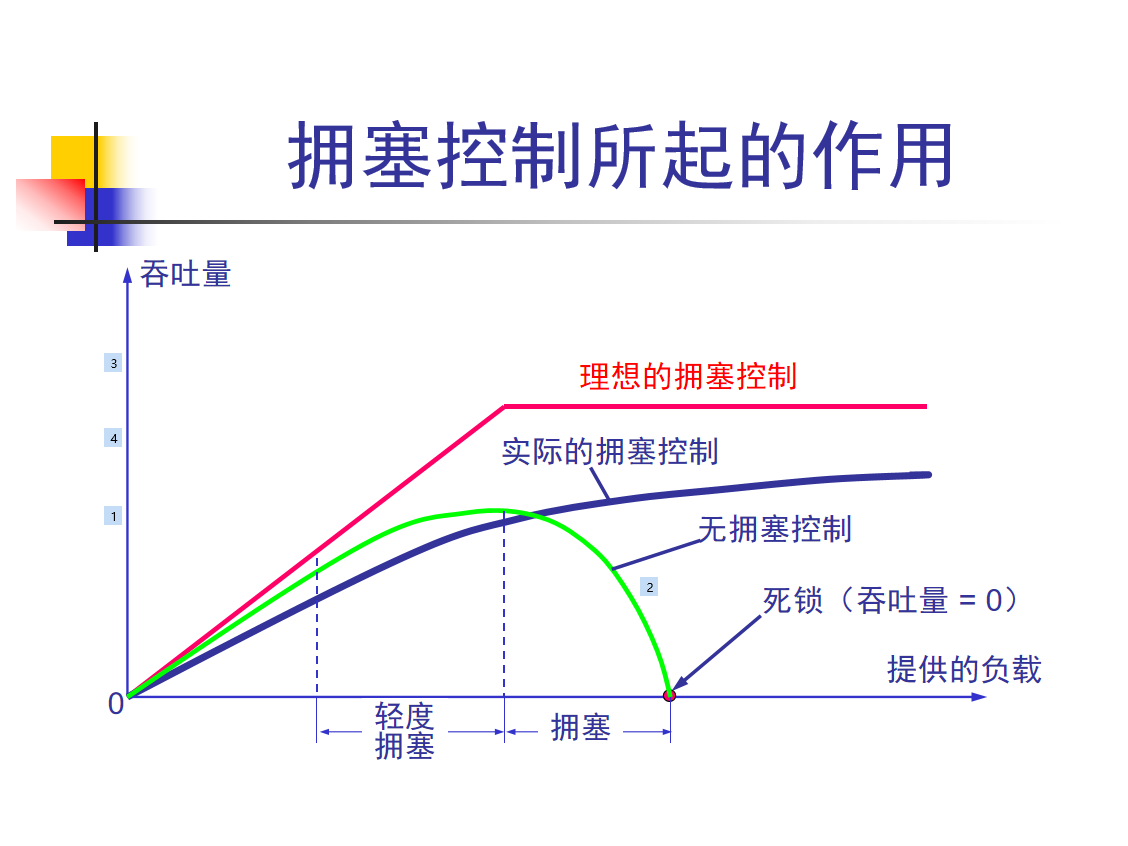 拥塞控制所起的作用
吞吐量
3
理想的拥塞控制
4
实际的拥塞控制
1
无拥塞控制
2
死锁（吞吐量 = 0）
提供的负载
0
轻度
拥塞
拥塞